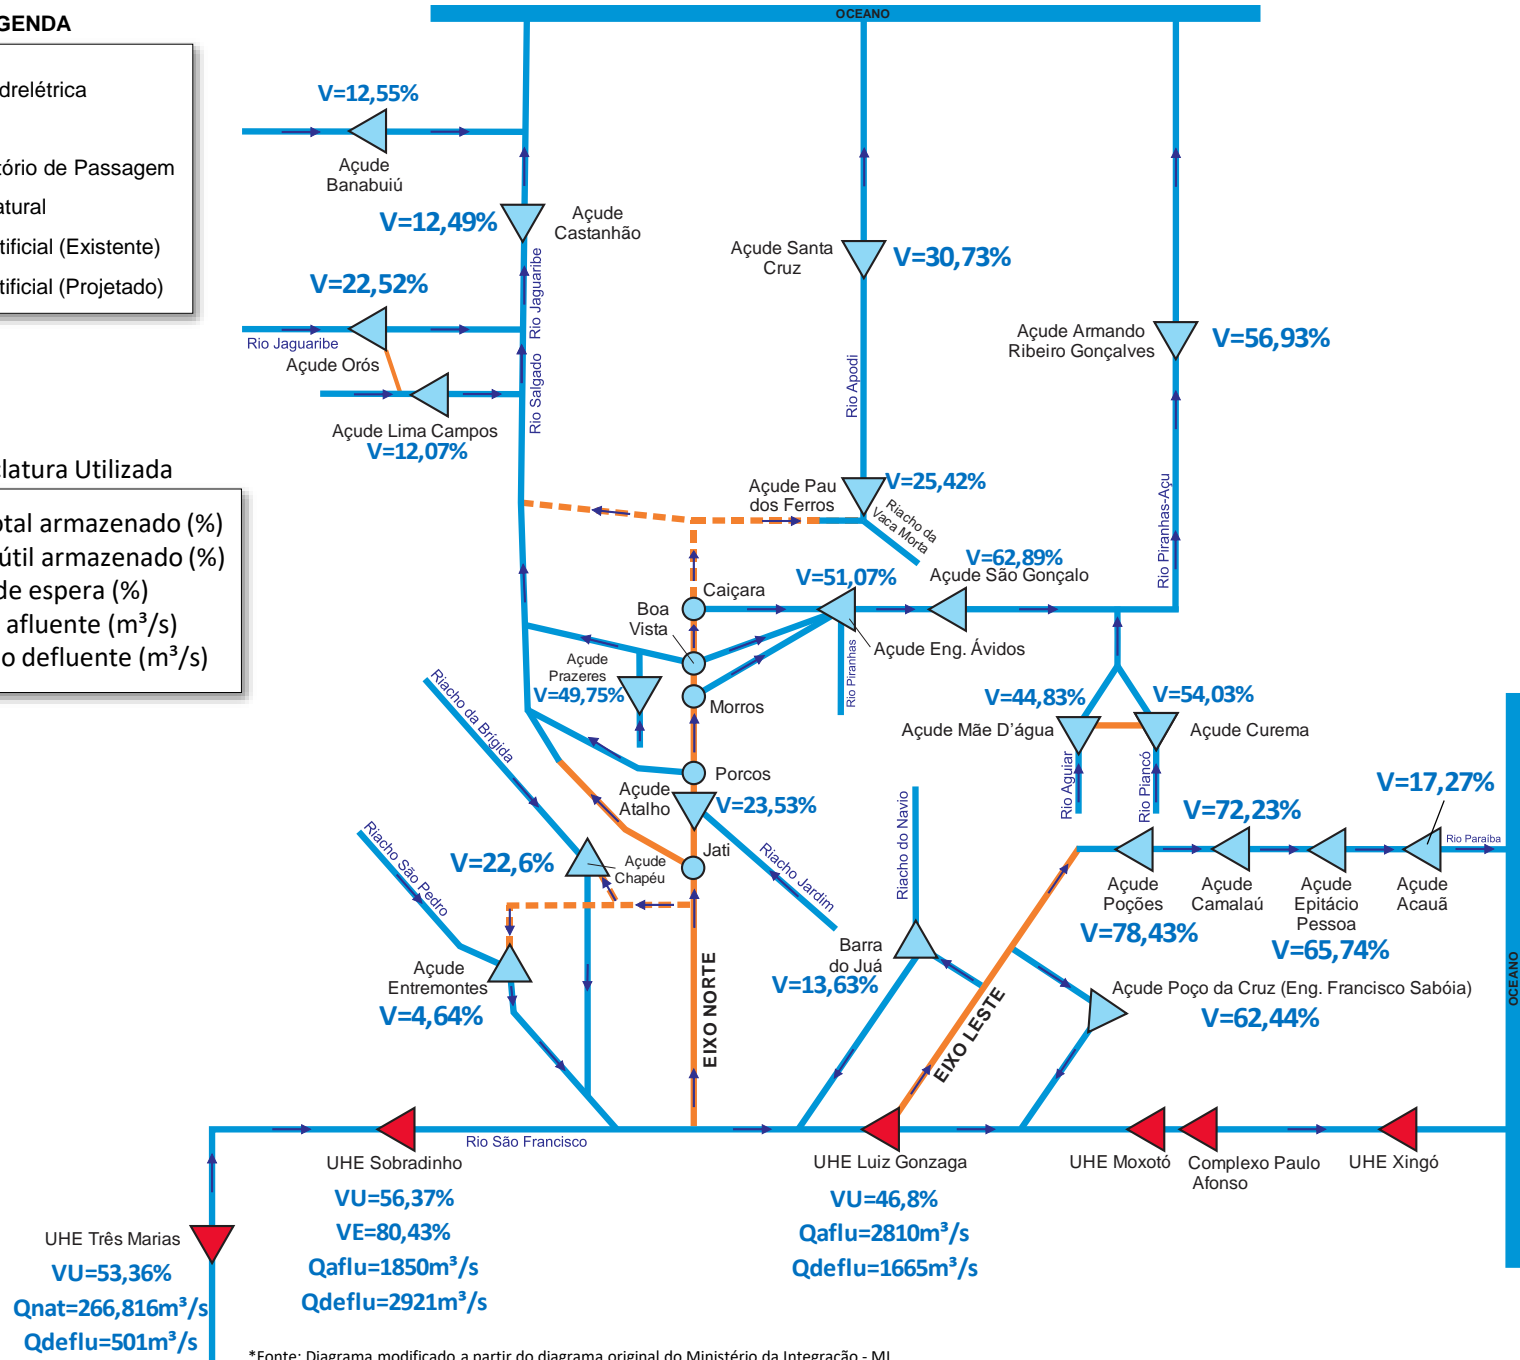 OCEANO
GENDA
drelétrica
tório de Passagem
atural
tificial (Existente)
tificial (Projetado)
V=12,55%
Açude
Banabuiú
V=12,49%
Açude
Castanhão
V=22,52%
Rio Jaguaribe
Açude Orós
Rio Jaguaribe
Rio Salgado
Açude Lima Campos
V=12,07%
Açude Santa
Cruz
V=30,73%
Rio Apodi
Açude Armando
Ribeiro Gonçalves
V=56,93%
Rio Piranhas-Açu
clatura Utilizada
otal armazenado (%)
útil armazenado (%)
de espera (%)
afluente (m³/s)
o defluente (m³/s)
Açude Pau
dos Ferros
V=25,42%
Riacho da
Vaca Morta
V=62,89%
Açude São Gonçalo
V=51,07%
Açude Eng. Ávidos
Rio Piranhas
Caiçara
Boa
Vista
Morros
Açude
Prazeres
V=49,75%
Porcos
Açude
Atalho
V=23,53%
Jati
Riacho Jardim
Riacho da Brígida
Riacho São Pedro
V=22,6%
Açude
Chapéu
Açude
Entremontes
V=4,64%
EIXO NORTE
V=44,83%
Açude Mãe D'água
V=54,03%
Açude Curema
Rio Aguiar
Rio Piancó
V=17,27%
V=72,23%
Rio Paraíba
Açude
Poções
V=78,43%
Açude
Camalaú
Açude
Epitácio
Pessoa
V=65,74%
Açude
Acauã
Riacho do Navio
Barra
do Juá
V=13,63%
EIXO LESTE
Açude Poço da Cruz (Eng. Francisco Sabóia)
V=62,44%
OCEANO
Rio São Francisco
UHE Sobradinho
VU=56,37%
VE=80,43%
Qaflu=1850m³/s
Qdeflu=2921m³/s
UHE Luiz Gonzaga
VU=46,8%
Qaflu=2810m³/s
Qdeflu=1665m³/s
UHE Moxotó
Complexo Paulo
Afonso
UHE Xingó
UHE Três Marias
VU=53,36%
Qnat=266,816m³/s
Qdeflu=501m³/s
*Fonte: Diagrama modificado a partir do diagrama original do Ministério da Integração - MI